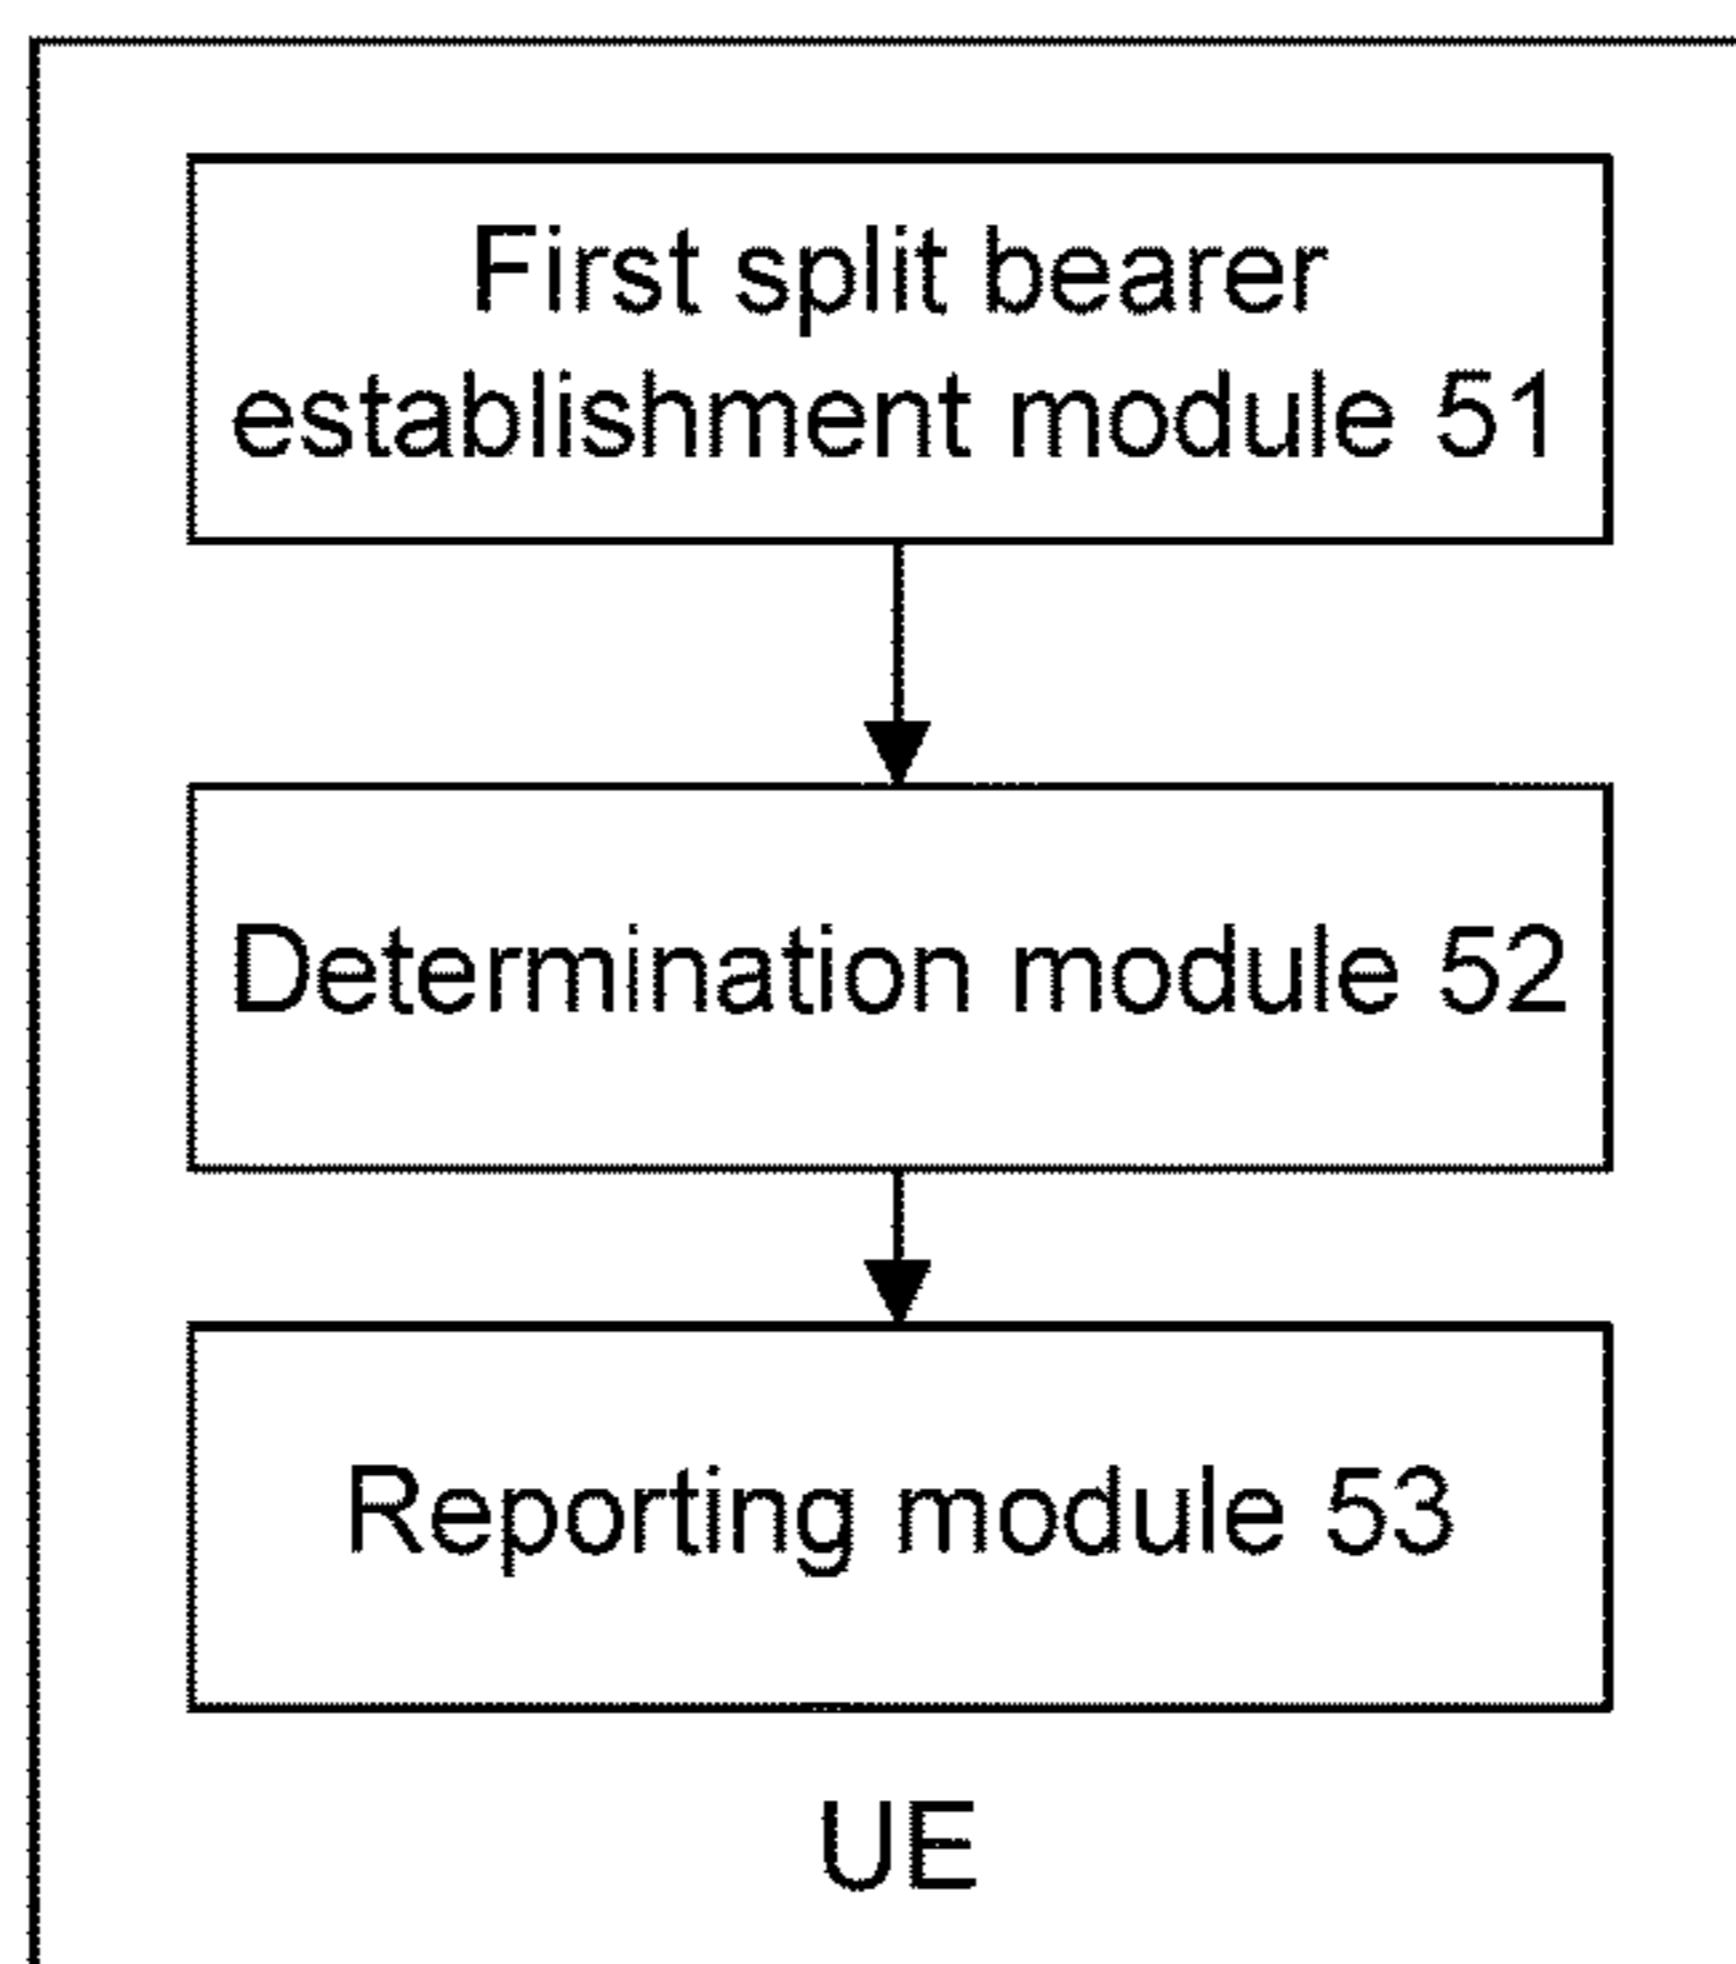 First split bearer
establishment module 51
Determination module 52
Reporting module 53
UE